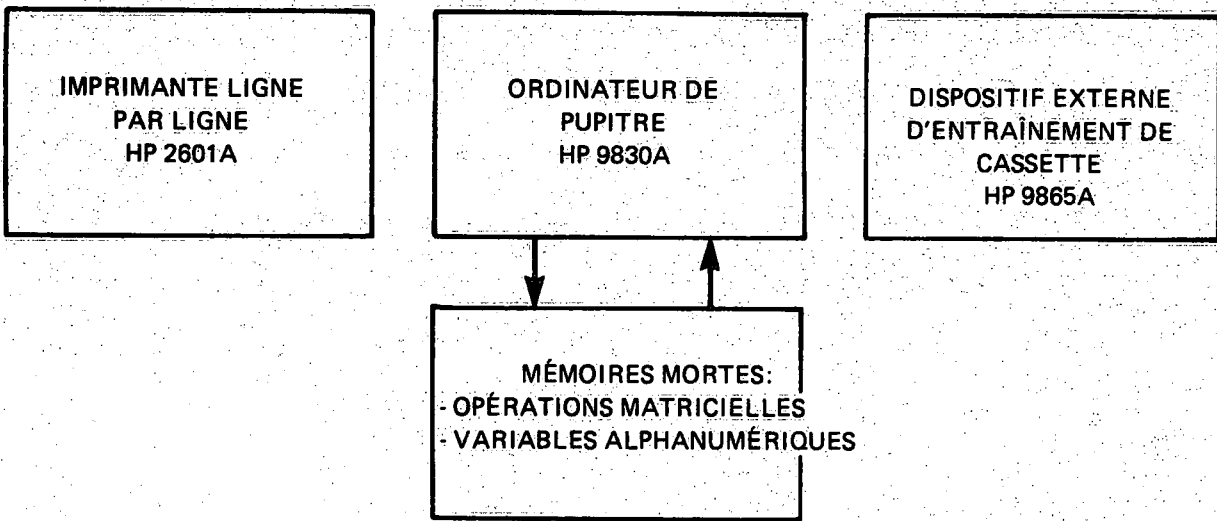 IMPRIMANTE LIGNE
PAR LIGNE
HP 2601A
ORDINATEUR DE
PUPITRE
HP 9830A
DISPOSITIF EXTERNE
D'ENTRAÎNEMENT DE
CASSETTE
HP 9865A
MÉMOIRES MORTES:
- OPÉRATIONS MATRICIELLES
- VARIABLES ALPHANUMÉRIQUES